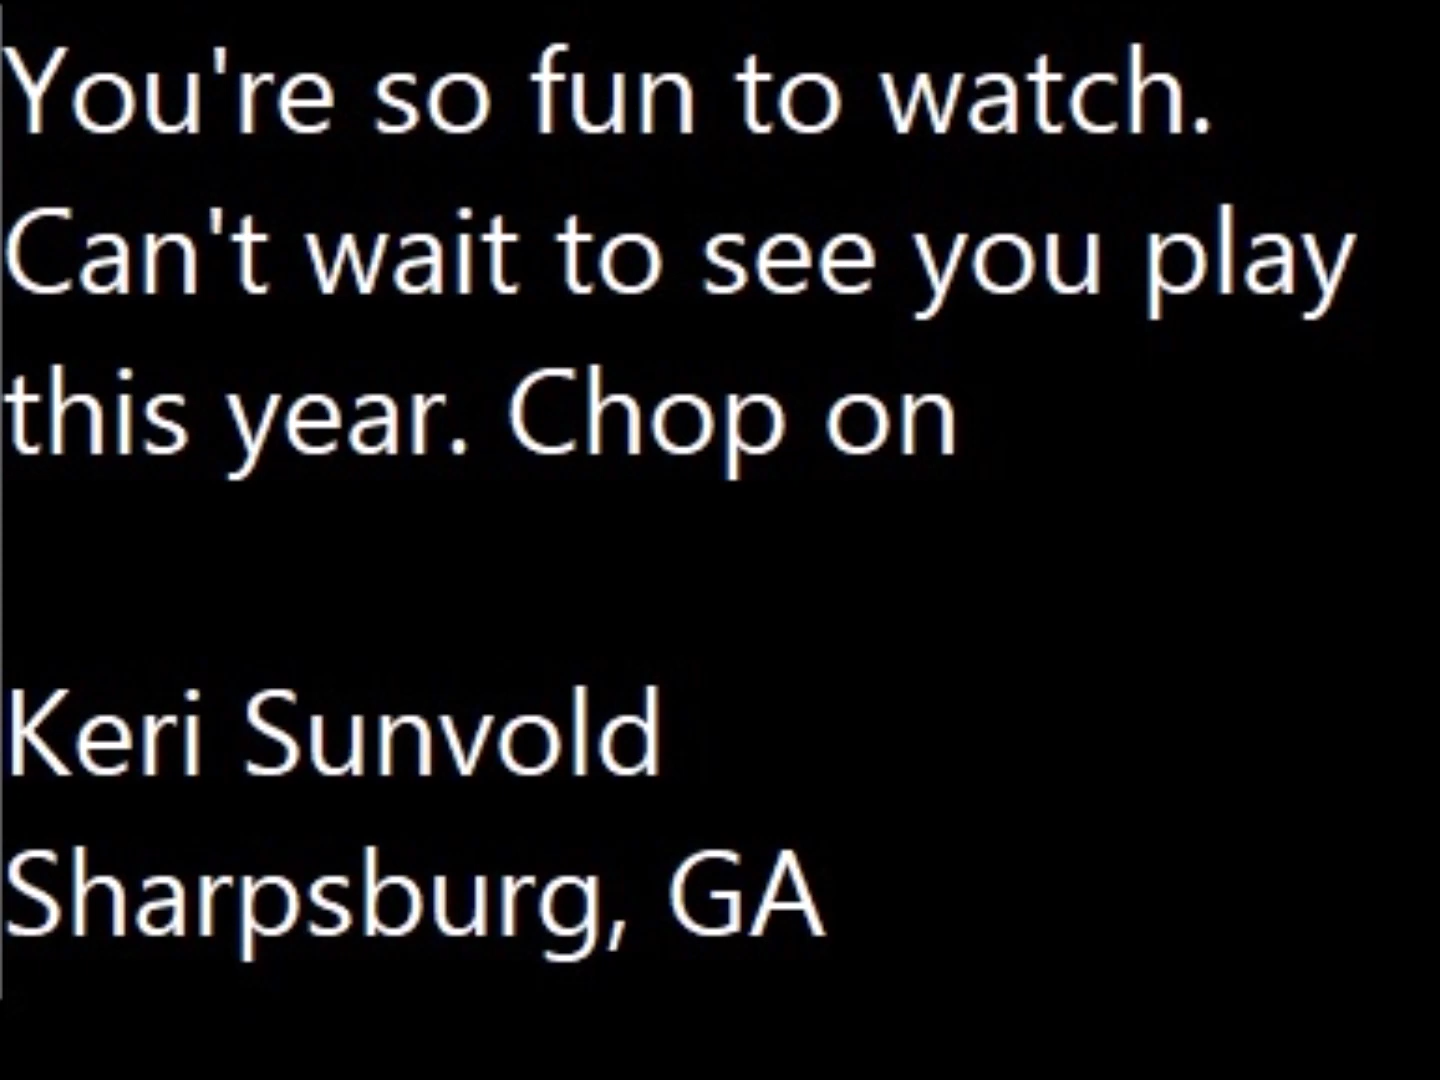 You're so fun to watch.
Can't wait to see you play
this year. Chop on
Keri Sunvold
Sharpsburg, GA